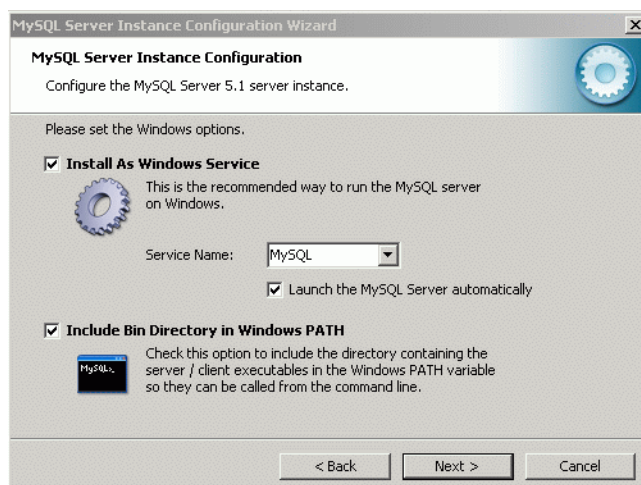 MySQL Server Instance Configuration Wizard
MySQL Server Instance Configuration
Configure the MySQL Server 5.1 server instance.
Please set the Windows options.
Install As Windows Service
This is the recommended way to run the MySQL server
on Windows.
Service Name:
MySQL
Launch the MySQL Server automatically
Include Bin Directory in Windows PATH
MySQL>_
Check this option to include the directory containing the
server / client executables in the Windows PATH variable
so they can be called from the command line.
< Back
Next >
Cancel